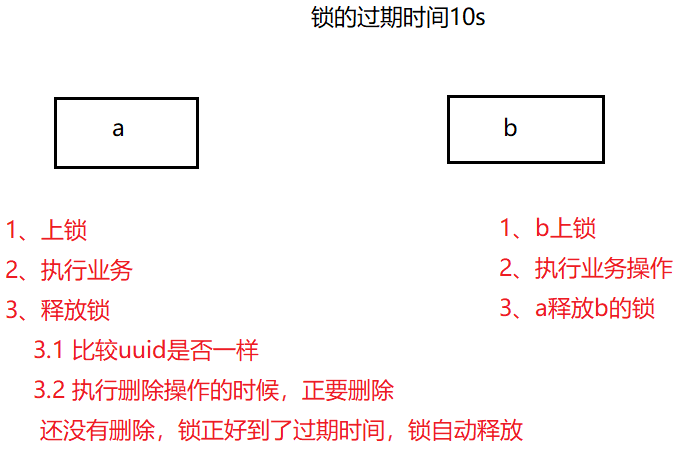 锁的过期时间10s
a
b
1、上锁
2、执行业务
3、释放锁
3.1 比较uuid是否一样
3.2 执行删除操作的时候，正要删除
还没有删除，锁正好到了过期时间，锁自动释放
1、b上锁
2、执行业务操作
3、a释放b的锁